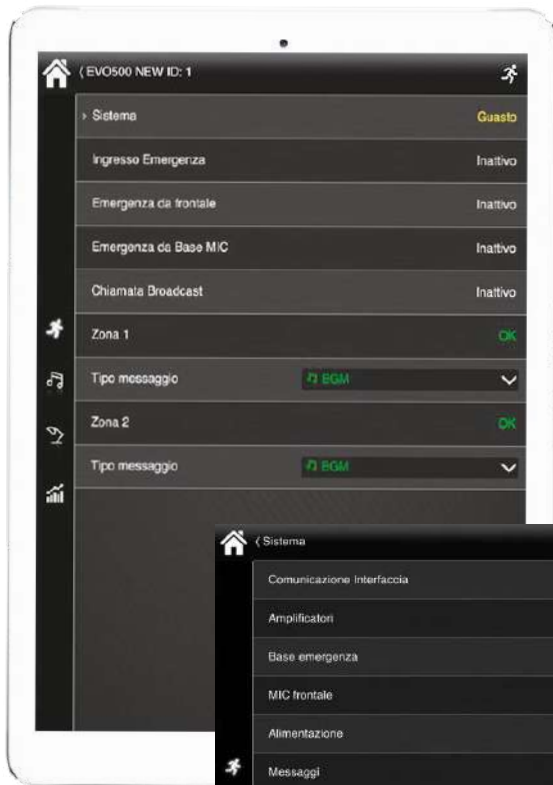 ⟨ EVO500 NEW ID: 1
› Sistema Guasto
Ingresso Emergenza Inattivo
Emergenza da frontale Inattivo
Emergenza da Base MIC Inattivo
Chiamata Broadcast Inattivo
Zona 1 OK
Tipo messaggio BGM
Zona 2 OK
Tipo messaggio BGM
⟨ Sistema
Comunicazione Interfaccia
Amplificatori
Base emergenza
MIC frontale
Alimentazione
Messaggi